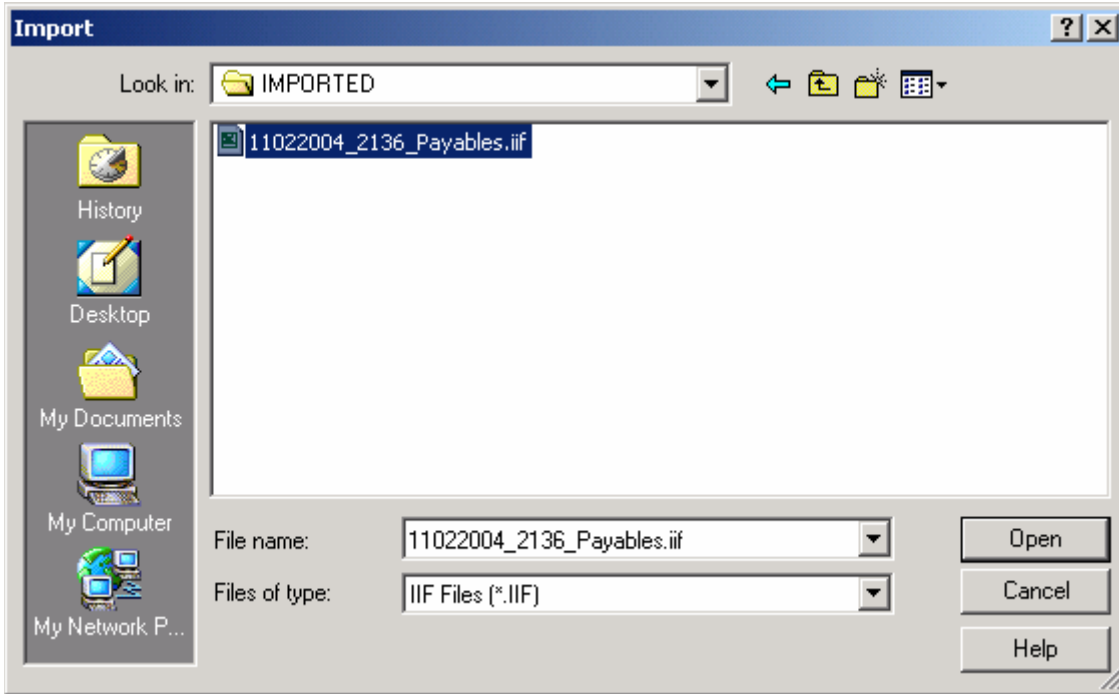 Import
Look in: IMPORTED
11022004_2136_Payables.iif
History
Desktop
My Documents
My Computer
My Network P...
File name: 11022004_2136_Payables.iif
Open
Files of type: IIF Files (*.IIF)
Cancel
Help